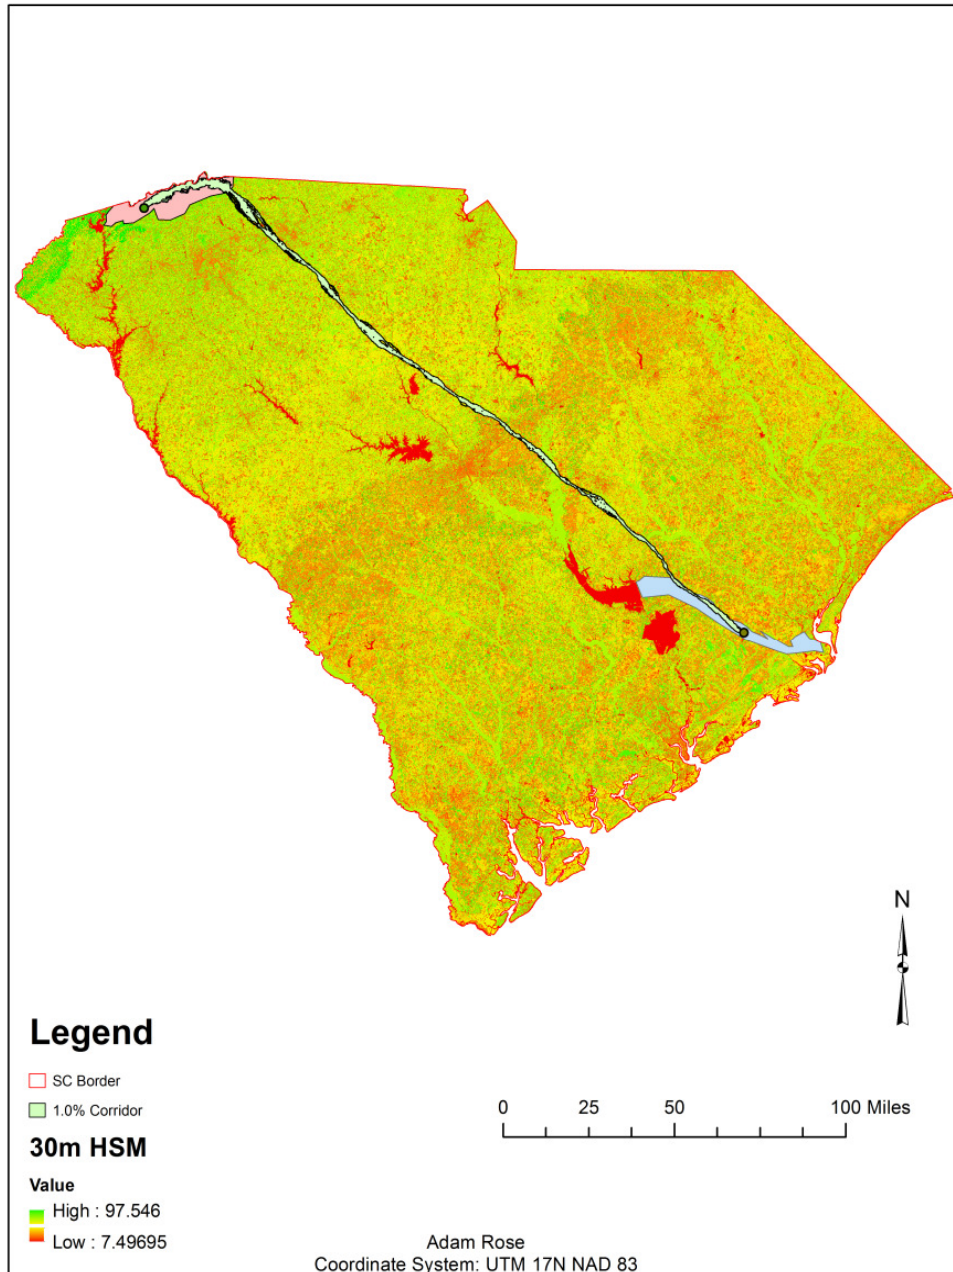 N
Legend
SC Border
1.0% Corridor
0 25 50 100 Miles
30m HSM
Value
High : 97.546
Low : 7.49695
Adam Rose
Coordinate System: UTM 17N NAD 83